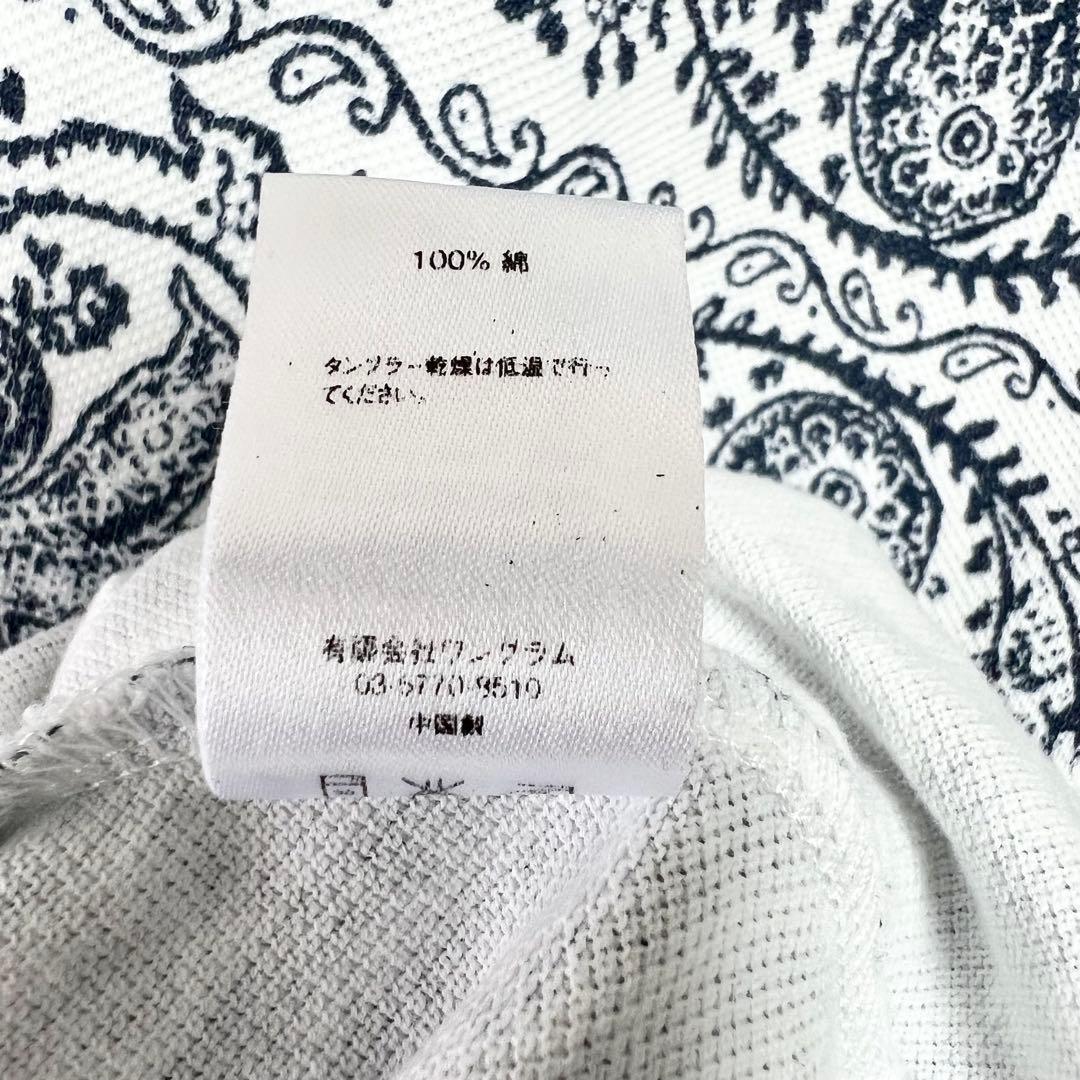 100% 綿
タンブラー乾燥は低温で行っ
てください。
有限会社ワングラム
03-5770-9510
中国製